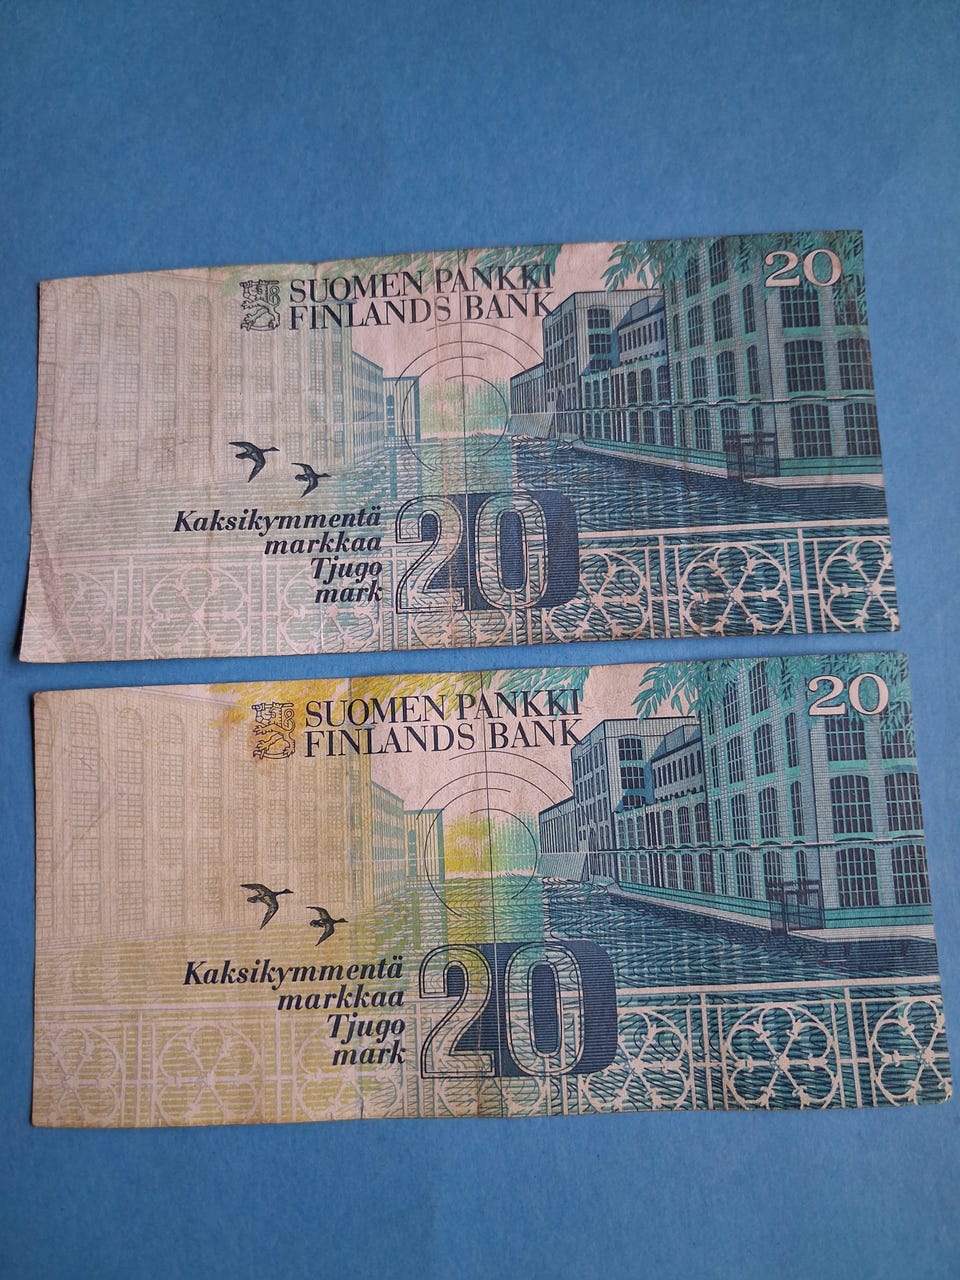 SUOMEN PANKKI
FINLANDS BANK
20
Kaksikymmentä
markkaa
Tjugo
mark
20
SUOMEN PANKKI
FINLANDS BANK
20
Kaksikymmentä
markkaa
Tjugo
mark
20